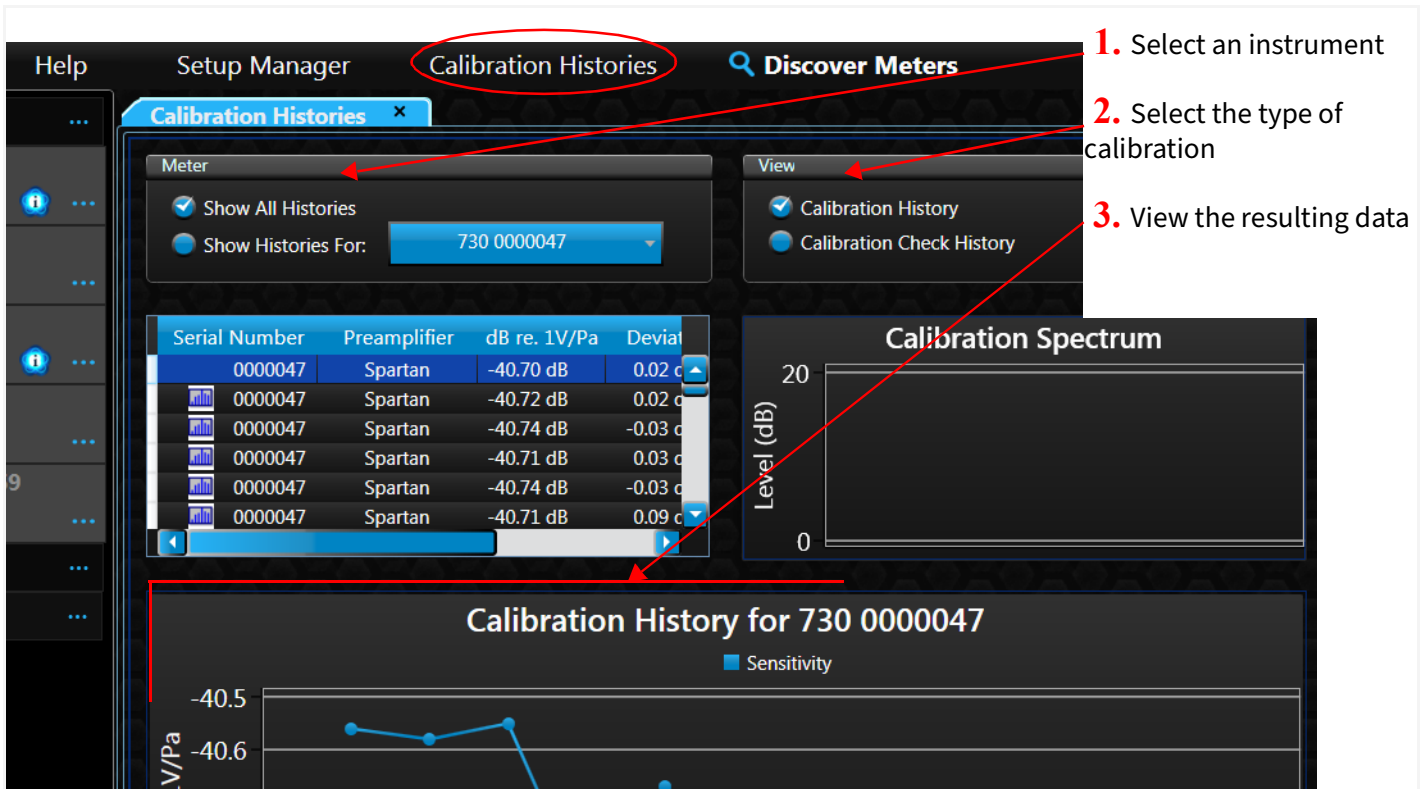 1. Select an instrument
2. Select the type of
calibration
3. View the resulting data
Help Setup Manager Calibration Histories Discover Meters
Calibration Histories ×
Meter
Show All Histories
Show Histories For: 730 0000047
View
Calibration History
Calibration Check History
Serial Number Preamplifier dB re. 1V/Pa
0000047 Spartan -40.70 dB 0.02
0000047 Spartan -40.72 dB 0.02
0000047 Spartan -40.74 dB -0.03
0000047 Spartan -40.71 dB 0.03
0000047 Spartan -40.74 dB -0.03
0000047 Spartan -40.71 dB 0.09
Calibration Spectrum
20
Level (dB)
0
9
Calibration History for 730 0000047
Sensitivity
-40.5
-40.6
V/Pa